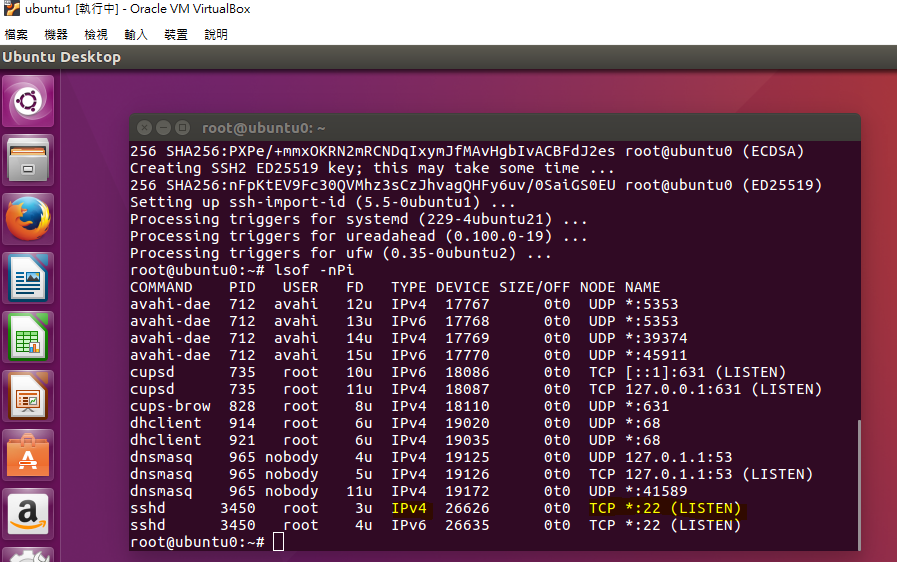 ubuntu1 [執行中] - Oracle VM VirtualBox
檔案 機器 檢視 輸入 裝置 說明
Ubuntu Desktop
root@ubuntu0: ~
256 SHA256:PXPe/+mmxOKRN2mRCNDqIxymJfMAvHgbIvACBFdJ2es root@ubuntu0 (ECDSA)
Creating SSH2 ED25519 key; this may take some time ...
256 SHA256:nFpKtEV9Fc30QVMhz3sCzJhvagQHFy6uv/0SaiGS0EU root@ubuntu0 (ED25519)
Setting up ssh-import-id (5.5-0ubuntu1) ...
Processing triggers for systemd (229-4ubuntu21) ...
Processing triggers for ureadahead (0.100.0-19) ...
Processing triggers for ufw (0.35-0ubuntu2) ...
root@ubuntu0:~# lsof -nPi
COMMAND PID USER FD TYPE DEVICE SIZE/OFF NODE NAME
avahi-dae 712 avahi 12u IPv4 17767 0t0 UDP *:5353
avahi-dae 712 avahi 13u IPv6 17768 0t0 UDP *:5353
avahi-dae 712 avahi 14u IPv4 17769 0t0 UDP *:39374
avahi-dae 712 avahi 15u IPv6 17770 0t0 UDP *:45911
cupsd 735 root 10u IPv6 18086 0t0 TCP [::1]:631 (LISTEN)
cupsd 735 root 11u IPv4 18087 0t0 TCP 127.0.0.1:631 (LISTEN)
cups-brow 828 root 8u IPv4 18110 0t0 UDP *:631
dhclient 914 root 6u IPv4 19020 0t0 UDP *:68
dhclient 921 root 6u IPv4 19035 0t0 UDP *:68
dnsmasq 965 nobody 4u IPv4 19125 0t0 UDP 127.0.1.1:53
dnsmasq 965 nobody 5u IPv4 19126 0t0 TCP 127.0.1.1:53 (LISTEN)
dnsmasq 965 nobody 11u IPv4 19172 0t0 UDP *:41589
sshd 3450 root 3u IPv4 26626 0t0 TCP *:22 (LISTEN)
sshd 3450 root 4u IPv6 26635 0t0 TCP *:22 (LISTEN)
root@ubuntu0:~#